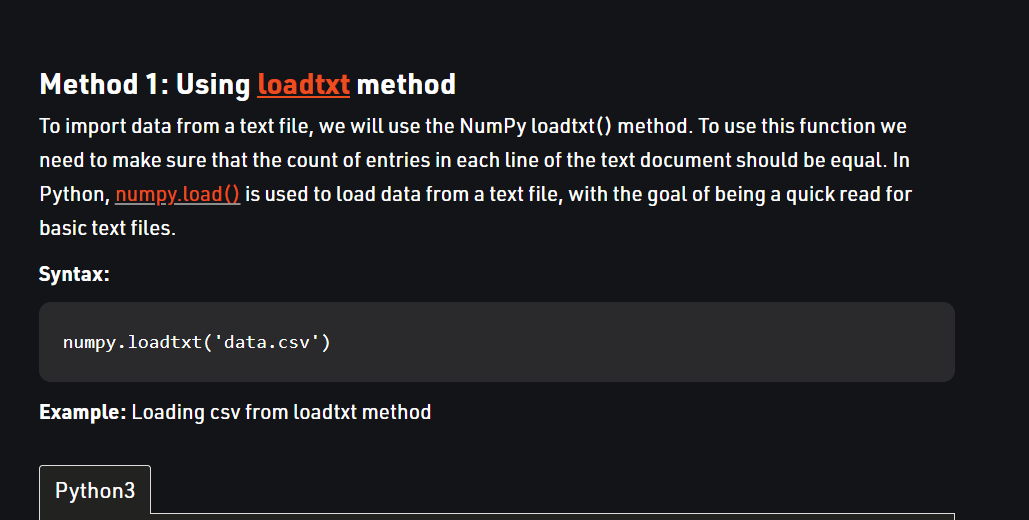 Method 1: Using loadtxt method
To import data from a text file, we will use the NumPy loadtxt() method. To use this function we
need to make sure that the count of entries in each line of the text document should be equal. In
Python, numpy.load() is used to load data from a text file, with the goal of being a quick read for
basic text files.
Syntax:
numpy.loadtxt('data.csv')
Example: Loading csv from loadtxt method
Python3